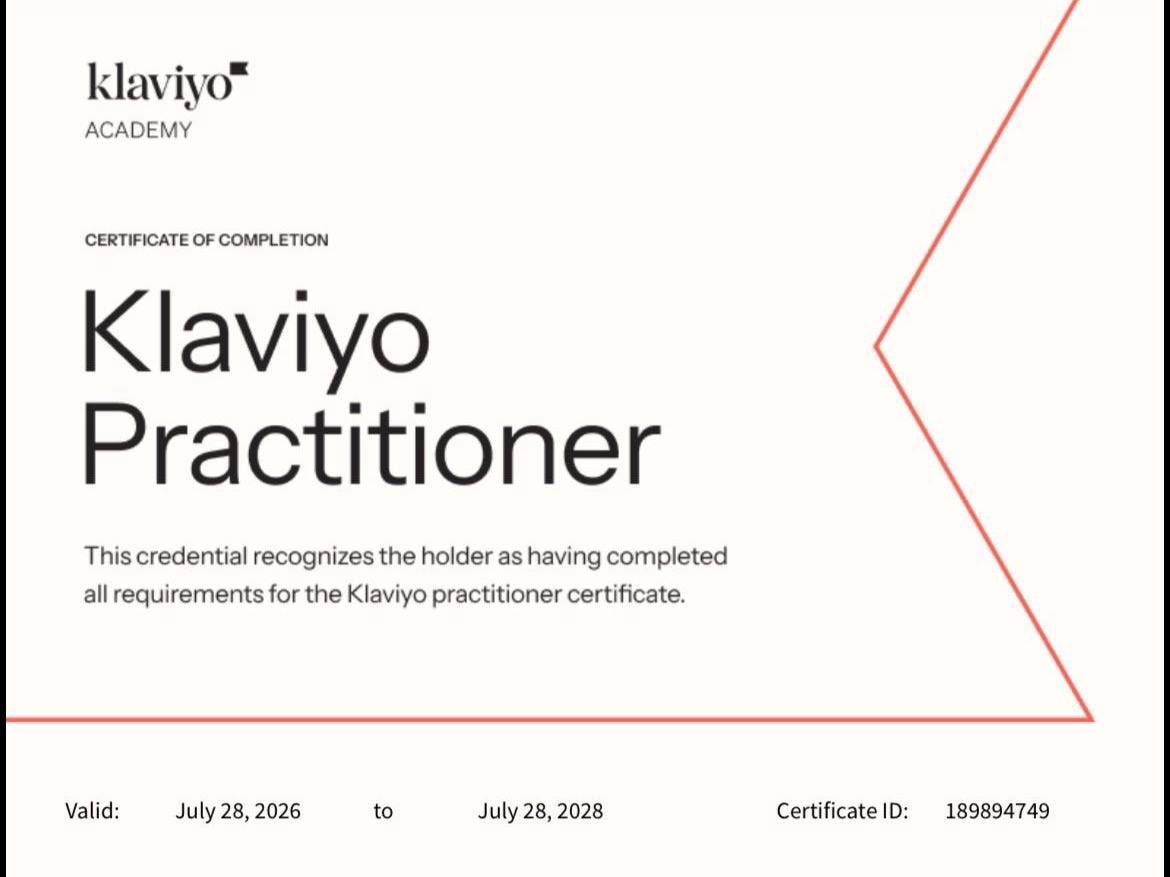 klaviyo
ACADEMY
CERTIFICATE OF COMPLETION
Klaviyo
Practitioner
This credential recognizes the holder as having completed
all requirements for the Klaviyo practitioner certificate.
Valid: July 28, 2026 to July 28, 2028 Certificate ID: 189894749